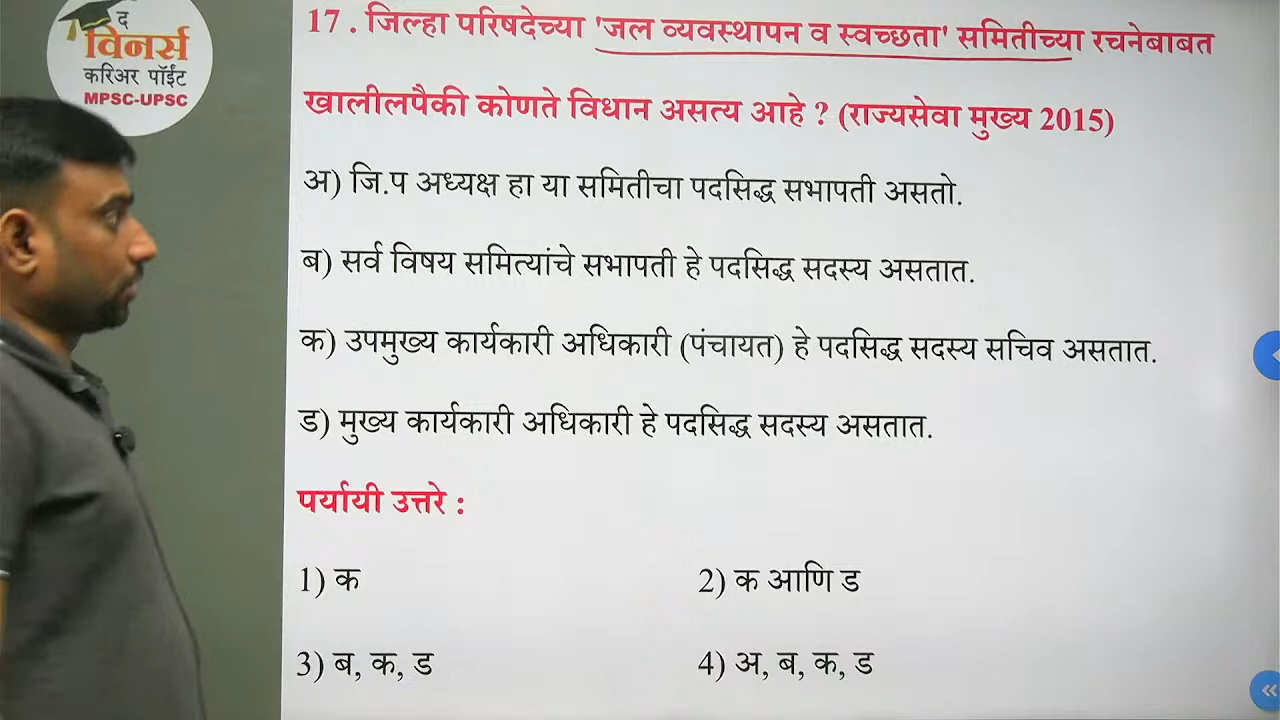 द
विनर्स
करिअर पॉईंट
MPSC-UPSC
17 . जिल्हा परिषदेच्या 'जल व्यवस्थापन व स्वच्छता' समितीच्या रचनेबाबत
खालीलपैकी कोणते विधान असत्य आहे ? (राज्यसेवा मुख्य 2015)
अ) जि.प अध्यक्ष हा या समितीचा पदसिद्ध सभापती असतो.
ब) सर्व विषय समित्यांचे सभापती हे पदसिद्ध सदस्य असतात.
क) उपमुख्य कार्यकारी अधिकारी (पंचायत) हे पदसिद्ध सदस्य सचिव असतात.
ड) मुख्य कार्यकारी अधिकारी हे पदसिद्ध सदस्य असतात.
पर्यायी उत्तरे :
1) क
2) क आणि ड
3) ब, क, ड
4) अ, ब, क, ड